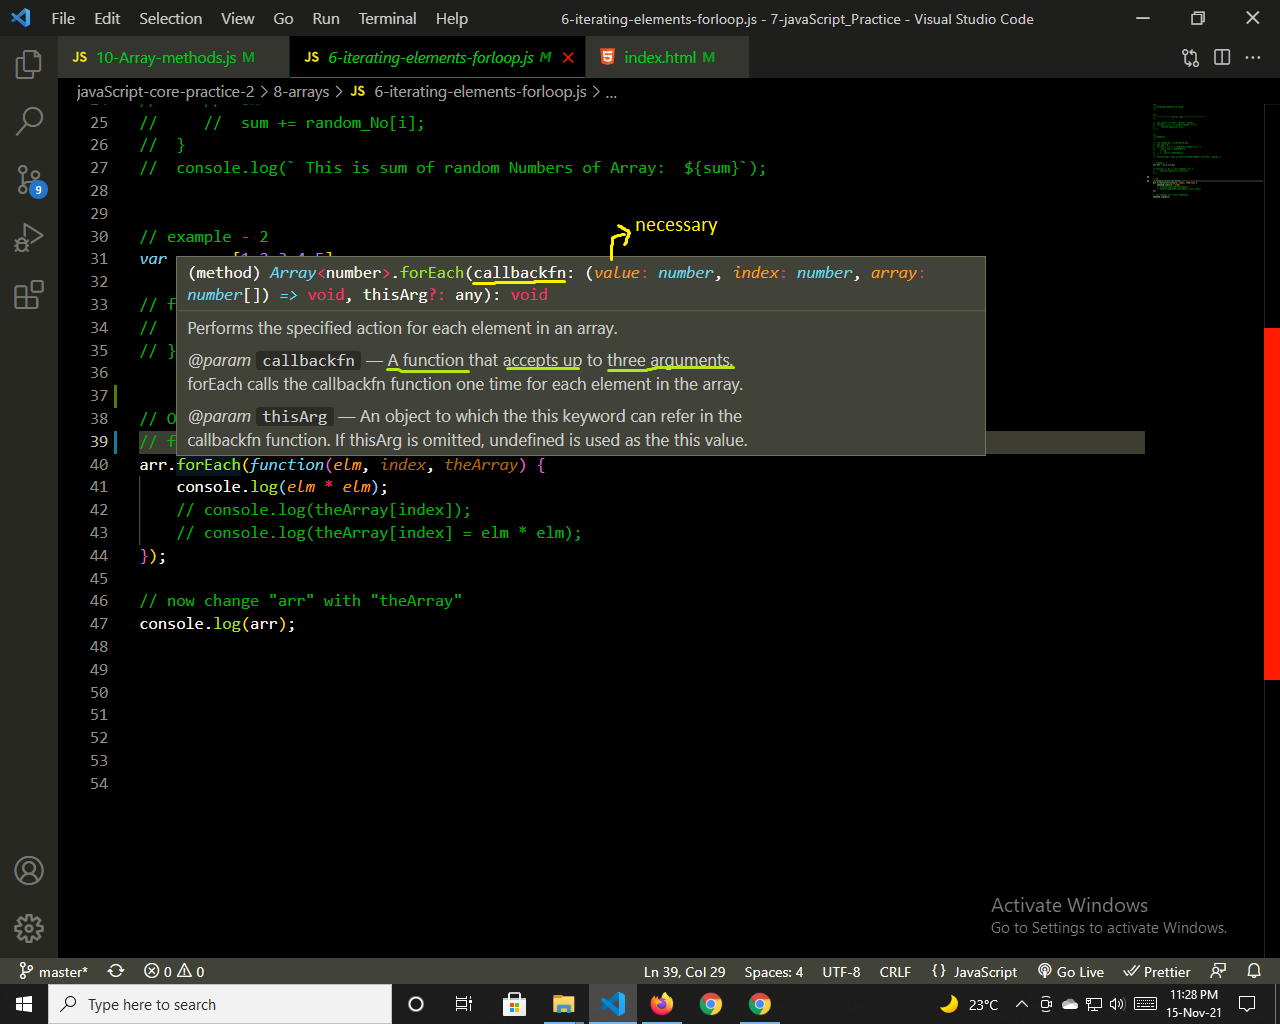 File Edit Selection View Go Run Terminal Help 6-iterating-elements-forloop.js - 7-javaScript_Practice - Visual Studio Code
JS 10-Array-methods.js M JS 6-iterating-elements-forloop.js M index.html M
javaScript-core-practice-2 > 8-arrays > JS 6-iterating-elements-forloop.js > ...
25 // // sum += random_No[i];
26 // }
27 // console.log(` This is sum of random Numbers of Array: ${sum}`);
28
29
necessary
30 // example - 2
31 var
32
33 // f
34 //
35 // }
36
37
38 // O
39 // f
(method) Array<number>.forEach(callbackfn: (value: number, index: number, array:
number[]) => void, thisArg?: any): void
Performs the specified action for each element in an array.
@param callbackfn — A function that accepts up to three arguments.
forEach calls the callbackfn function one time for each element in the array.
@param thisArg — An object to which the this keyword can refer in the
callbackfn function. If thisArg is omitted, undefined is used as the this value.
40 arr.forEach(function(elm, index, theArray) {
41 console.log(elm * elm);
42 // console.log(theArray[index]);
43 // console.log(theArray[index] = elm * elm);
44 });
45
46 // now change "arr" with "theArray"
47 console.log(arr);
48
49
50
51
52
53
54
9
Activate Windows
Go to Settings to activate Windows.
master* 0 0 Ln 39, Col 29 Spaces: 4 UTF-8 CRLF {} JavaScript Go Live Prettier
Type here to search 23°C 11:28 PM
15-Nov-21